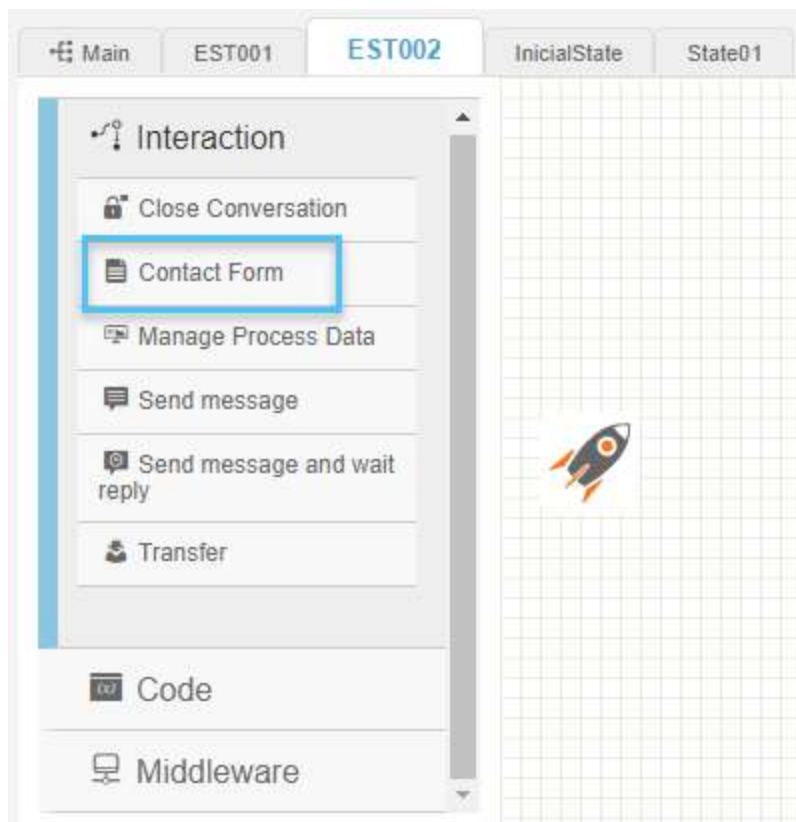 Main EST001 EST002 InicialState State01
Interaction
Close Conversation
Contact Form
Manage Process Data
Send message
Send message and wait
reply
Transfer
Code
Middleware